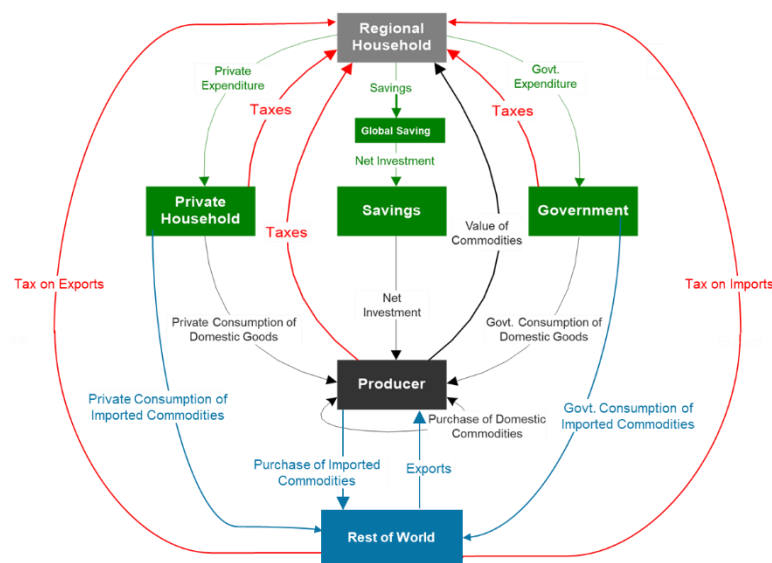 Regional
Household
Private
Expenditure
Govt.
Expenditure
Savings
Taxes
Taxes
Global Saving
Net Investment
Private
Household
Savings
Government
Taxes
Value of
Commodities
Tax on Exports
Tax on Imports
Net
Investment
Private Consumption of
Domestic Goods
Govt. Consumption of
Domestic Goods
Producer
Private Consumption of
Imported Commodities
Purchase of Domestic
Commodities
Govt. Consumption of
Imported Commodities
Purchase of Imported
Commodities
Exports
Rest of World